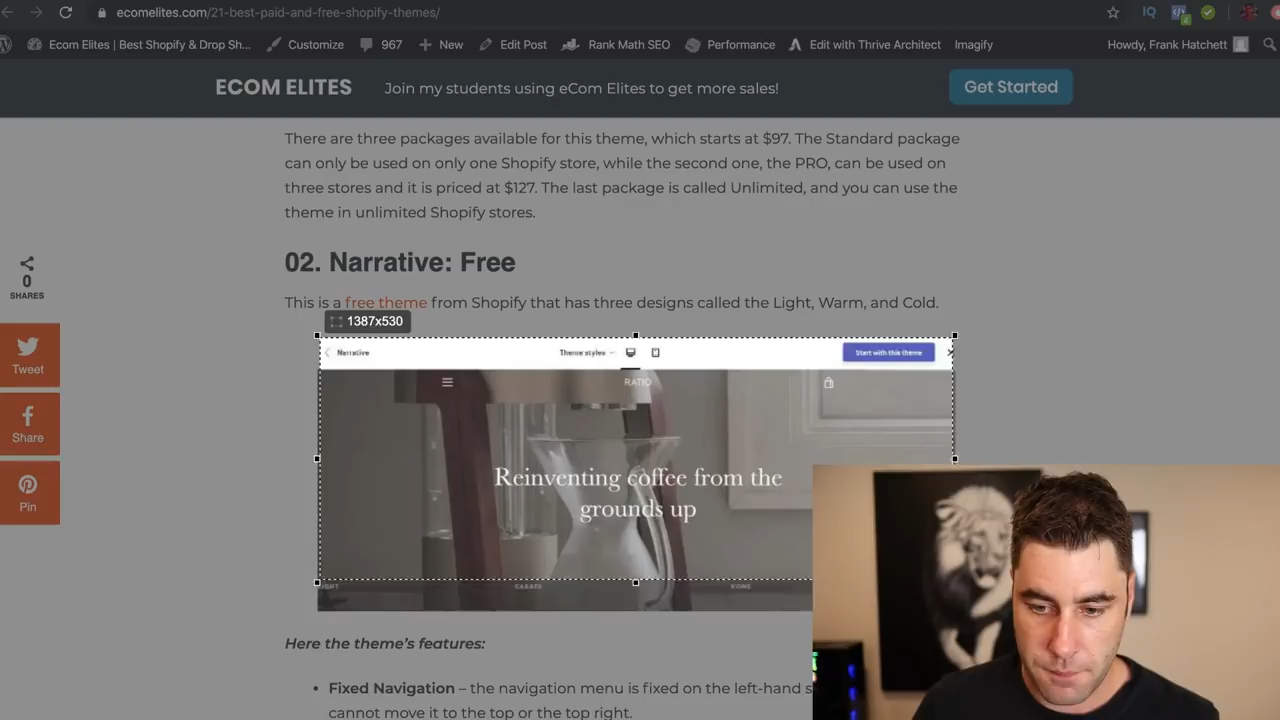 ecomelites.com/21-best-paid-and-free-shopify-themes/
Ecom Elites | Best Shopify & Drop Sh... Customize 967 New Edit Post Rank Math SEO Performance Edit with Thrive Architect Imagify Howdy, Frank Hatchett
ECOM ELITES Join my students using eCom Elites to get more sales! Get Started
There are three packages available for this theme, which starts at $97. The Standard package
can only be used on only one Shopify store, while the second one, the PRO, can be used on
three stores and it is priced at $127. The last package is called Unlimited, and you can use the
theme in unlimited Shopify stores.
0
SHARES
Tweet
Share
Pin
02. Narrative: Free
This is a free theme from Shopify that has three designs called the Light, Warm, and Cold.
1387x530
Narrative Theme styles Start with this theme
RATIO
Reinventing coffee from the
grounds up
CARAFE KONE
Here the theme's features:
• Fixed Navigation – the navigation menu is fixed on the left-hand
cannot move it to the top or the top right.